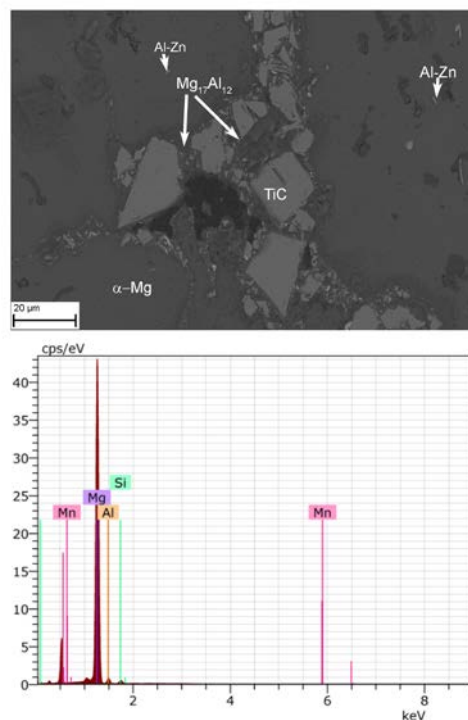 Al-Zn
Al-Zn
Mg₁₇Al₁₂
TiC
α–Mg
20 µm
cps/eV
40
35
30
25
20
15
10
5
0
Si
Mg
Mn
Al
Mn
2
4
6
8
keV